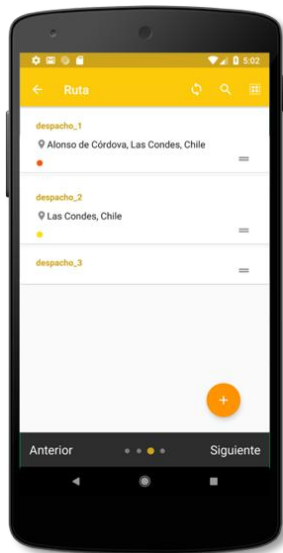 5:02
Ruta
despacho_1
Alonso de Córdova, Las Condes, Chile
despacho_2
Las Condes, Chile
despacho_3
+
Anterior
Siguiente